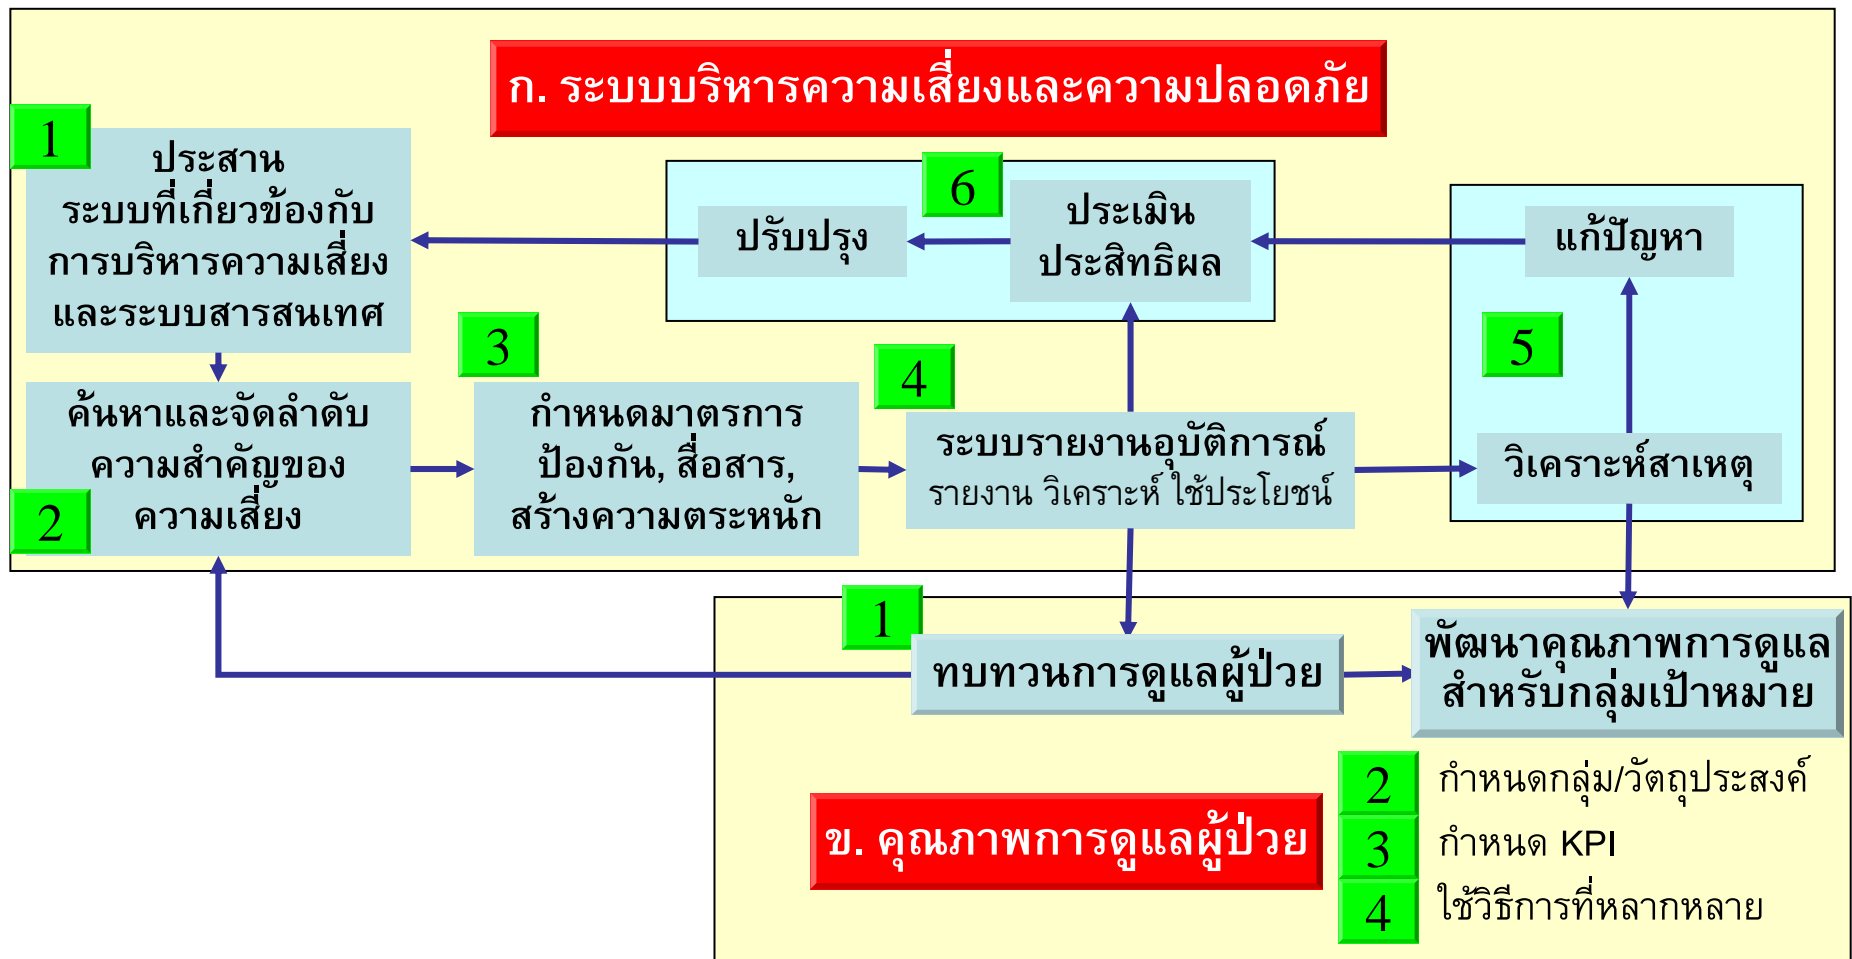 ก. ระบบบริหารความเสี่ยงและความปลอดภัย
1
ประสาน
ระบบที่เกี่ยวข้องกับ
การบริหารความเสี่ยง
และระบบสารสนเทศ
6
ปรับปรุง
ประเมิน
ประสิทธิผล
แก้ปัญหา
5
วิเคราะห์สาเหตุ
2
ค้นหาและจัดลำดับ
ความสำคัญของ
ความเสี่ยง
3
กำหนดมาตรการ
ป้องกัน, สื่อสาร,
สร้างความตระหนัก
4
ระบบรายงานอุบัติการณ์
รายงาน วิเคราะห์ ใช้ประโยชน์
1
ทบทวนการดูแลผู้ป่วย
พัฒนาคุณภาพการดูแล
สำหรับกลุ่มเป้าหมาย
ข. คุณภาพการดูแลผู้ป่วย
2 กำหนดกลุ่ม/วัตถุประสงค์
3 กำหนด KPI
4 ใช้วิธีการที่หลากหลาย